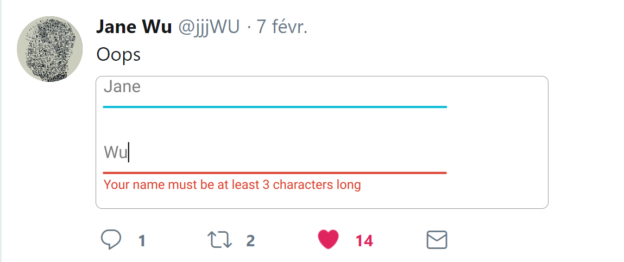 Jane Wu @jjjWU · 7 févr.
Oops
Jane
Wu
Your name must be at least 3 characters long
1 2 14